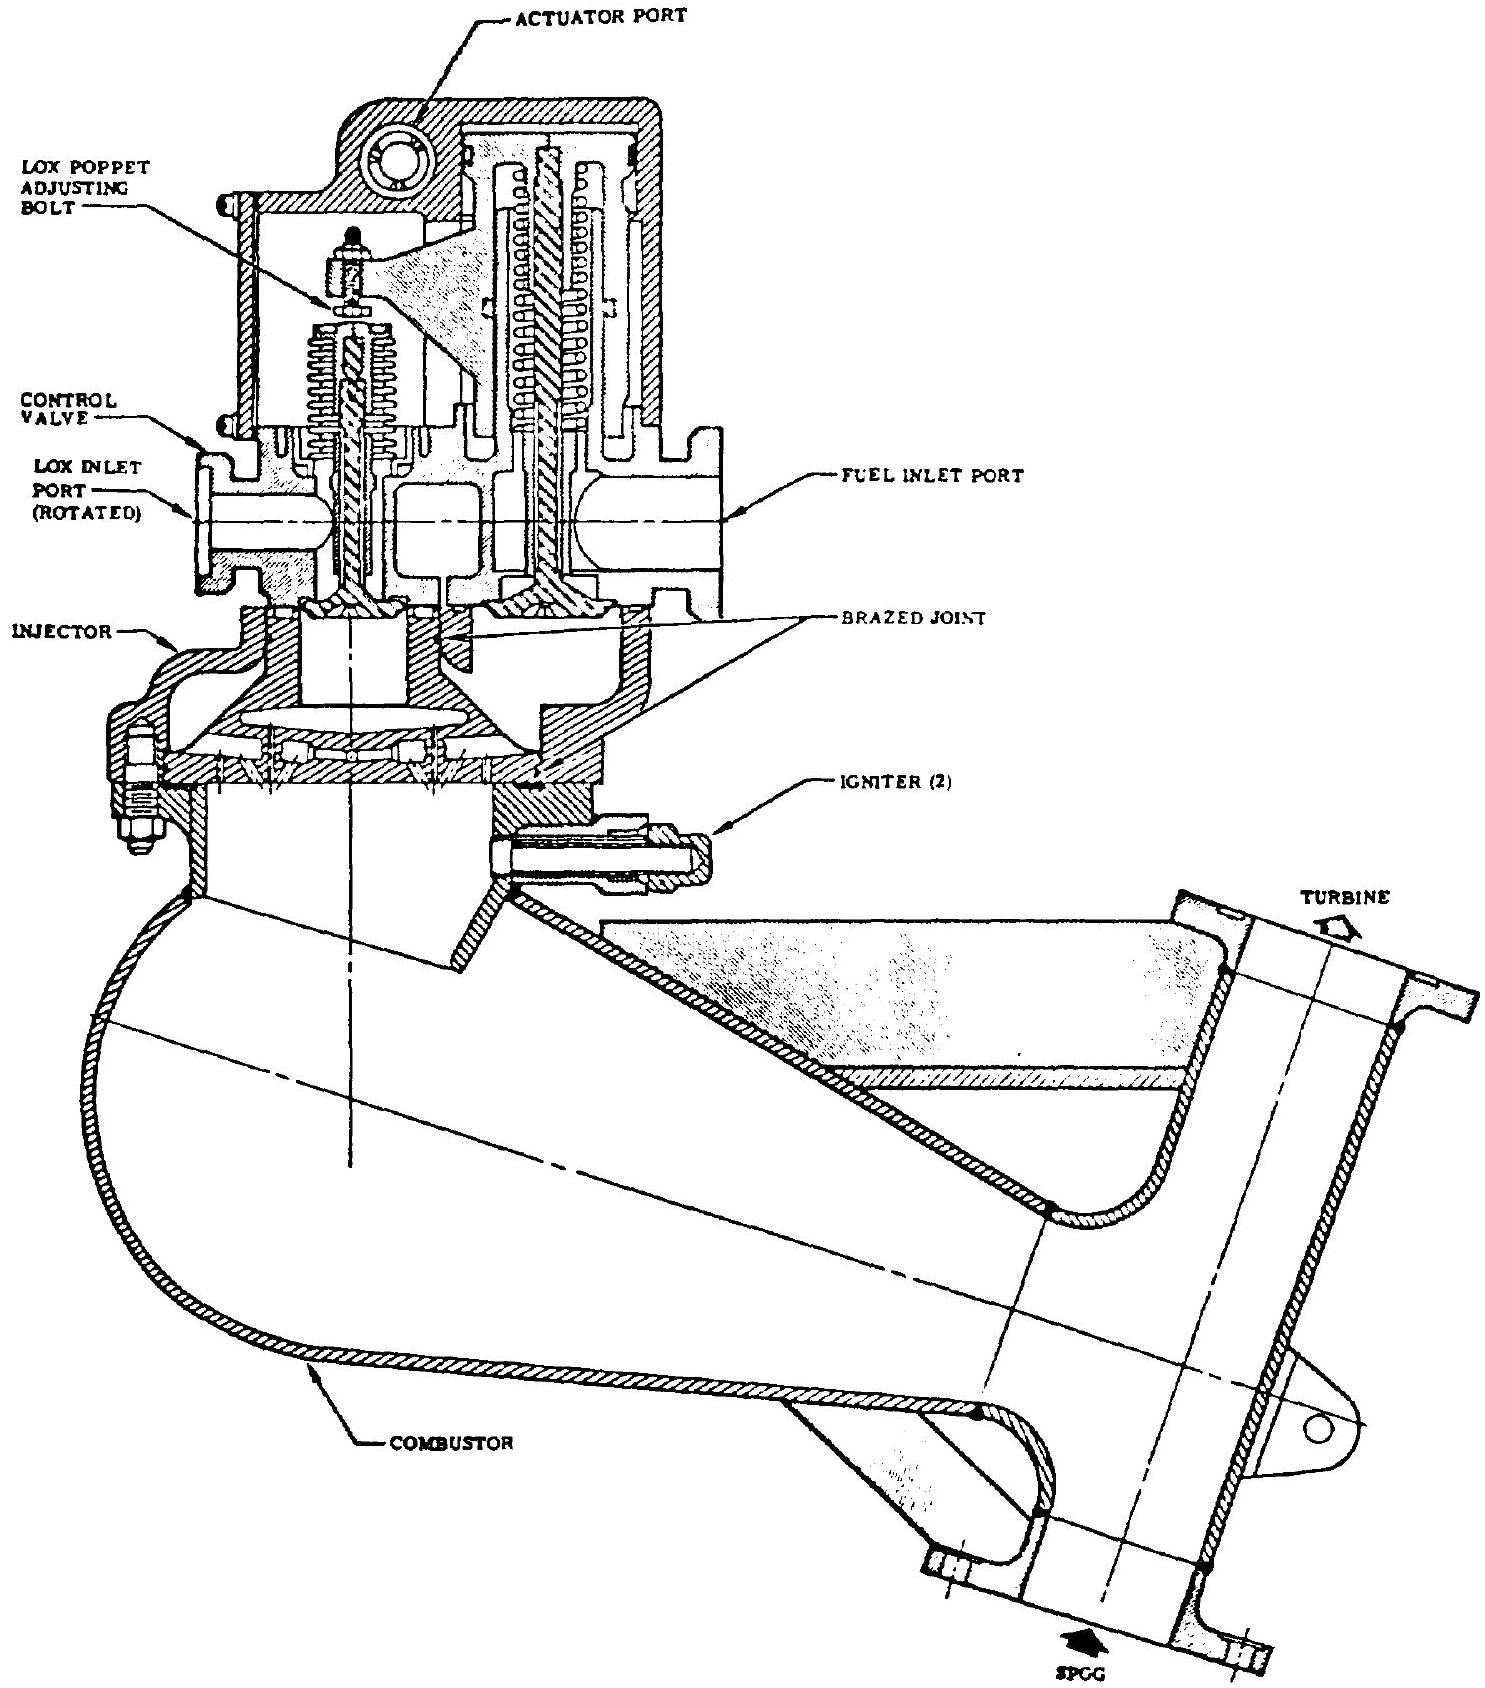 ACTUATOR PORT
LOX POPPET
ADJUSTING
BOLT
CONTROL
VALVE
LOX INLET
PORT
(ROTATED)
FUEL INLET PORT
INJECTOR
BRAZED JOINT
IGNITER (2)
TURBINE
COMBUSTOR
SPGG